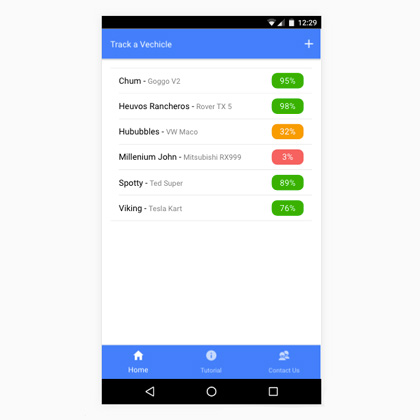 12:29
Track a Vechicle
Chum - Goggo V2 95%
Heuvos Rancheros - Rover TX 5 98%
Hububbles - VW Maco 32%
Millenium John - Mitsubishi RX999 3%
Spotty - Ted Super 89%
Viking - Tesla Kart 76%
Home Tutorial Contact Us